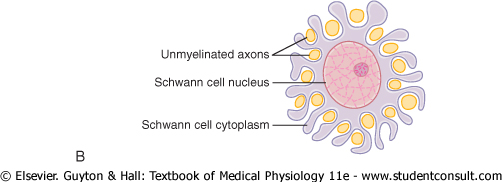 Unmyelinated axons
Schwann cell nucleus
Schwann cell cytoplasm
B
© Elsevier. Guyton & Hall: Textbook of Medical Physiology 11e - www.studentconsult.com